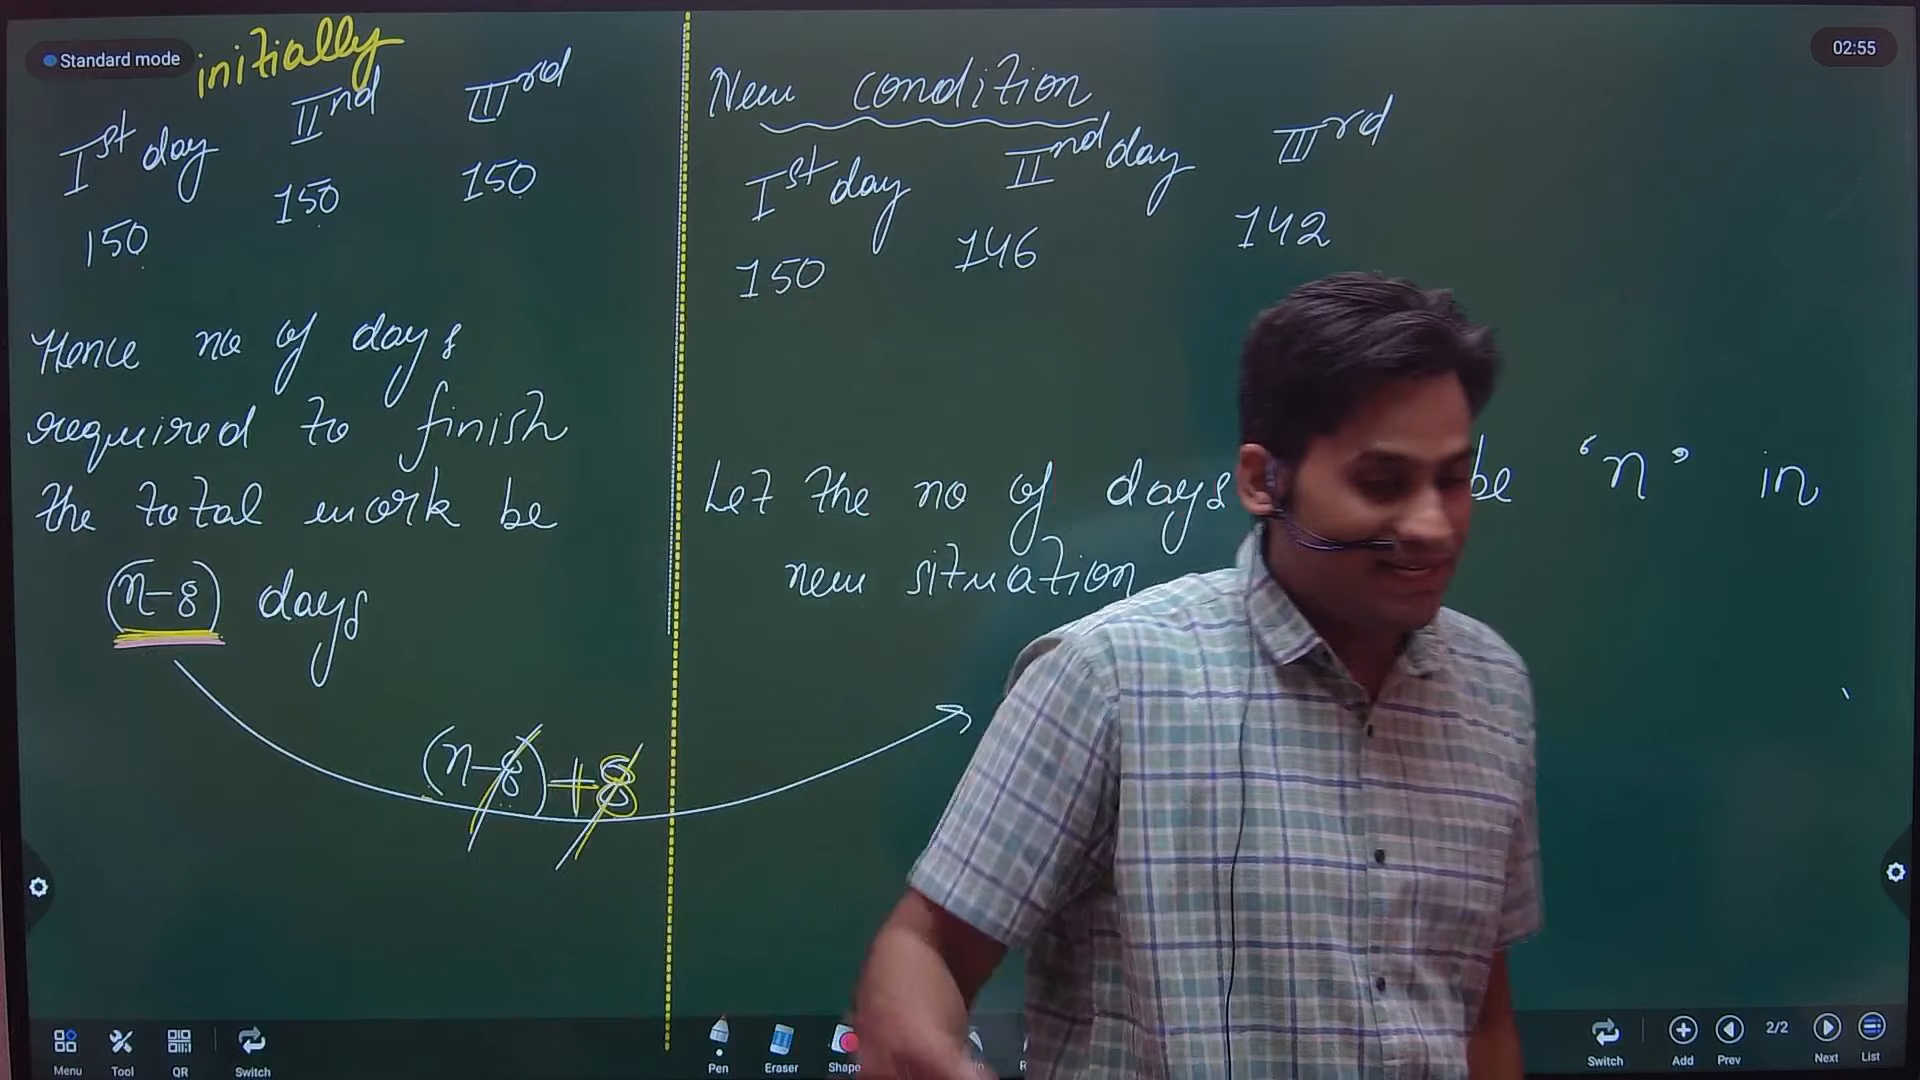 Standard mode
initially
Ist day IInd IIIrd
150 150 150
Hence no of days
required to finish
the total work be
(n-8) days
(n-8)+8
New condition
Ist day IInd day IIIrd
150 146 142
Let the no of days be 'n' in
new situation
02:55
Menu Tool QR Switch
Pen Eraser Shape
Switch Add Prev 2/2 Next List